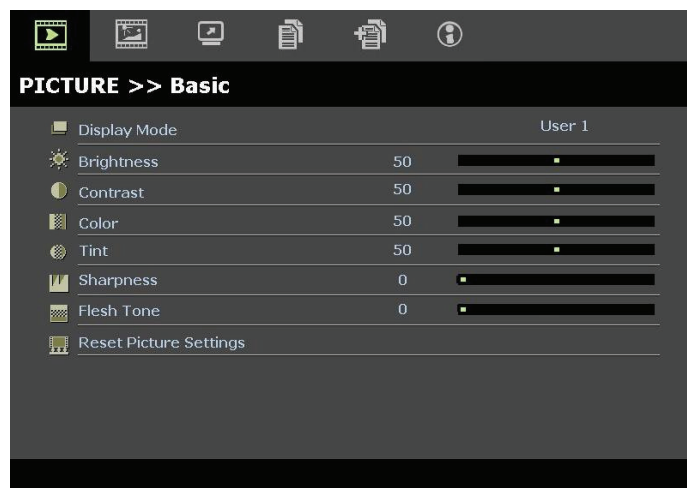 PICTURE >> Basic
Display Mode User 1
Brightness 50
Contrast 50
Color 50
Tint 50
Sharpness 0
Flesh Tone 0
Reset Picture Settings